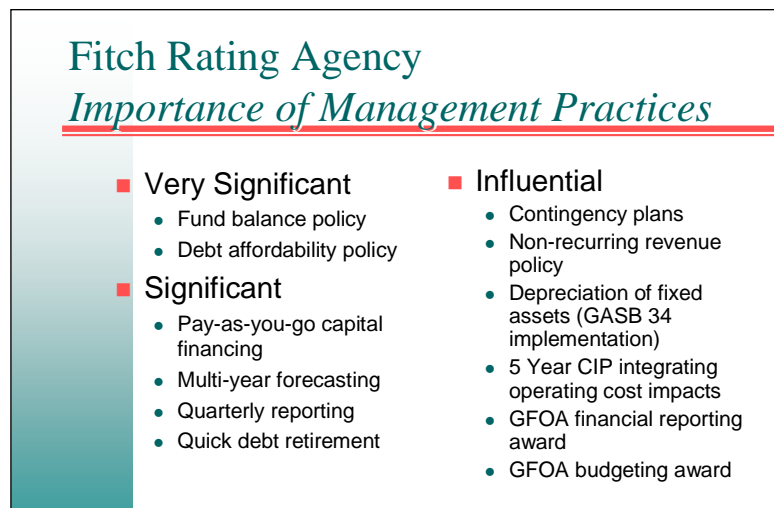 Fitch Rating Agency
Importance of Management Practices
Very Significant
Fund balance policy
Debt affordability policy
Significant
Pay-as-you-go capital
financing
Multi-year forecasting
Quarterly reporting
Quick debt retirement
Influential
Contingency plans
Non-recurring revenue
policy
Depreciation of fixed
assets (GASB 34
implementation)
5 Year CIP integrating
operating cost impacts
GFOA financial reporting
award
GFOA budgeting award